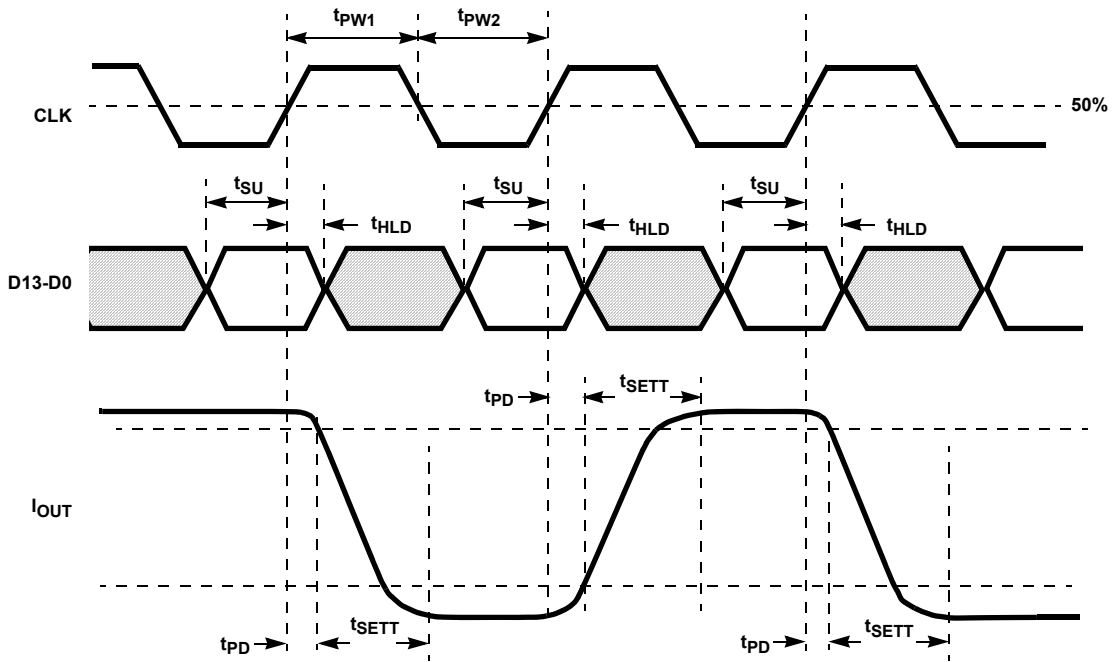 tPW1 tPW2
CLK
50%
tSU tSU tSU
tHLD tHLD tHLD
D13-D0
tPD tSETT
IOUT
tPD tSETT tPD tSETT